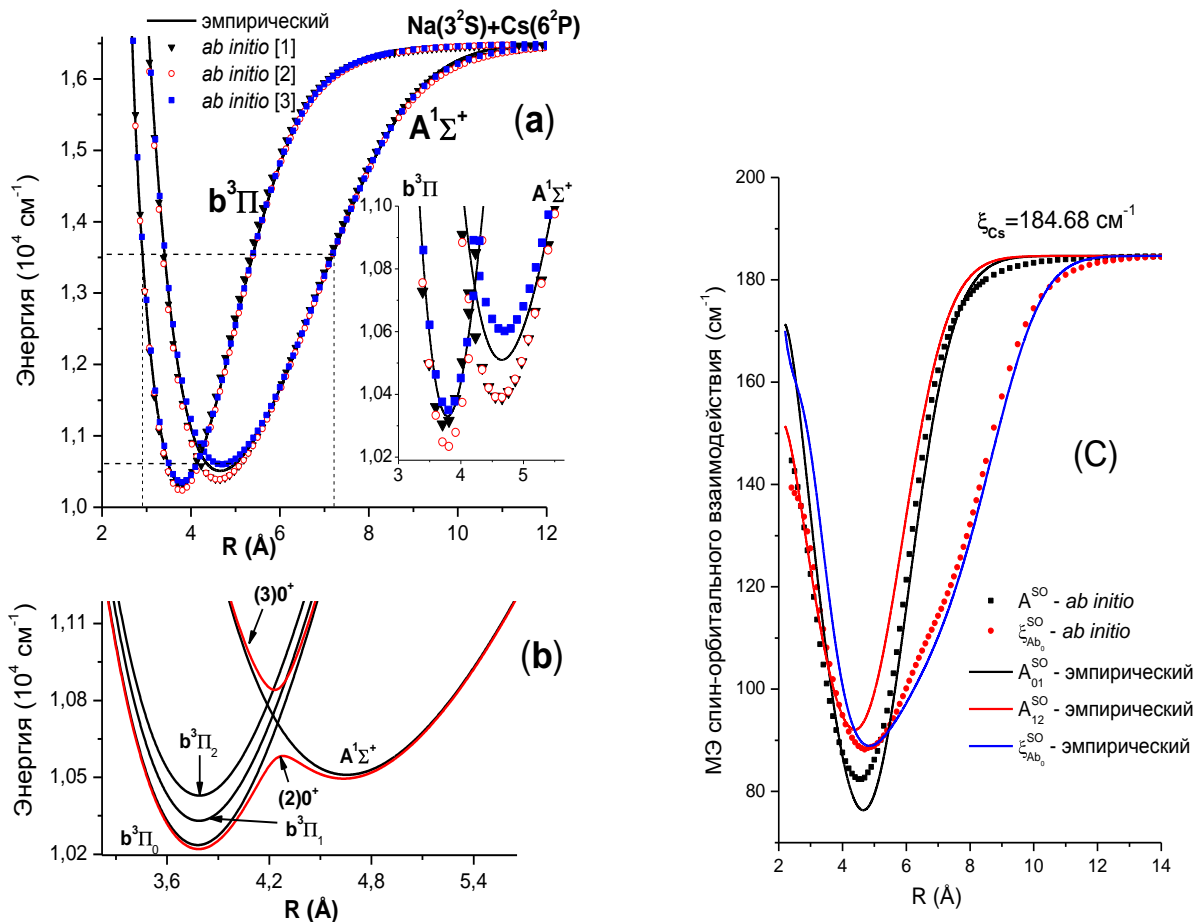 эмпирический
ab initio [1]
ab initio [2]
ab initio [3]
Na(3²S)+Cs(6²P)
(a)
A¹Σ⁺
b³Π
1,6
1,5
1,4
1,3
1,2
1,1
1,0
Энергия (10⁴ см⁻¹)
2 4 6 8 10 12
R (Å)
b³Π
A¹Σ⁺
1,10
1,08
1,06
1,04
1,02
3 4 5
(3)0⁺
(b)
b³Π₂
A¹Σ⁺
(2)0⁺
b³Π₁
b³Π₀
1,11
1,08
1,05
1,02
Энергия (10⁴ см⁻¹)
3,6 4,2 4,8 5,4
R (Å)
ξCs=184.68 см⁻¹
(C)
200
180
160
140
120
100
80
МЭ спин-орбитального взаимодействия (см⁻¹)
A^SO - ab initio
ξ^SO_Ab₀ - ab initio
A^SO_01 - эмпирический
A^SO_12 - эмпирический
ξ^SO_Ab₀ - эмпирический
2 4 6 8 10 12 14
R (Å)